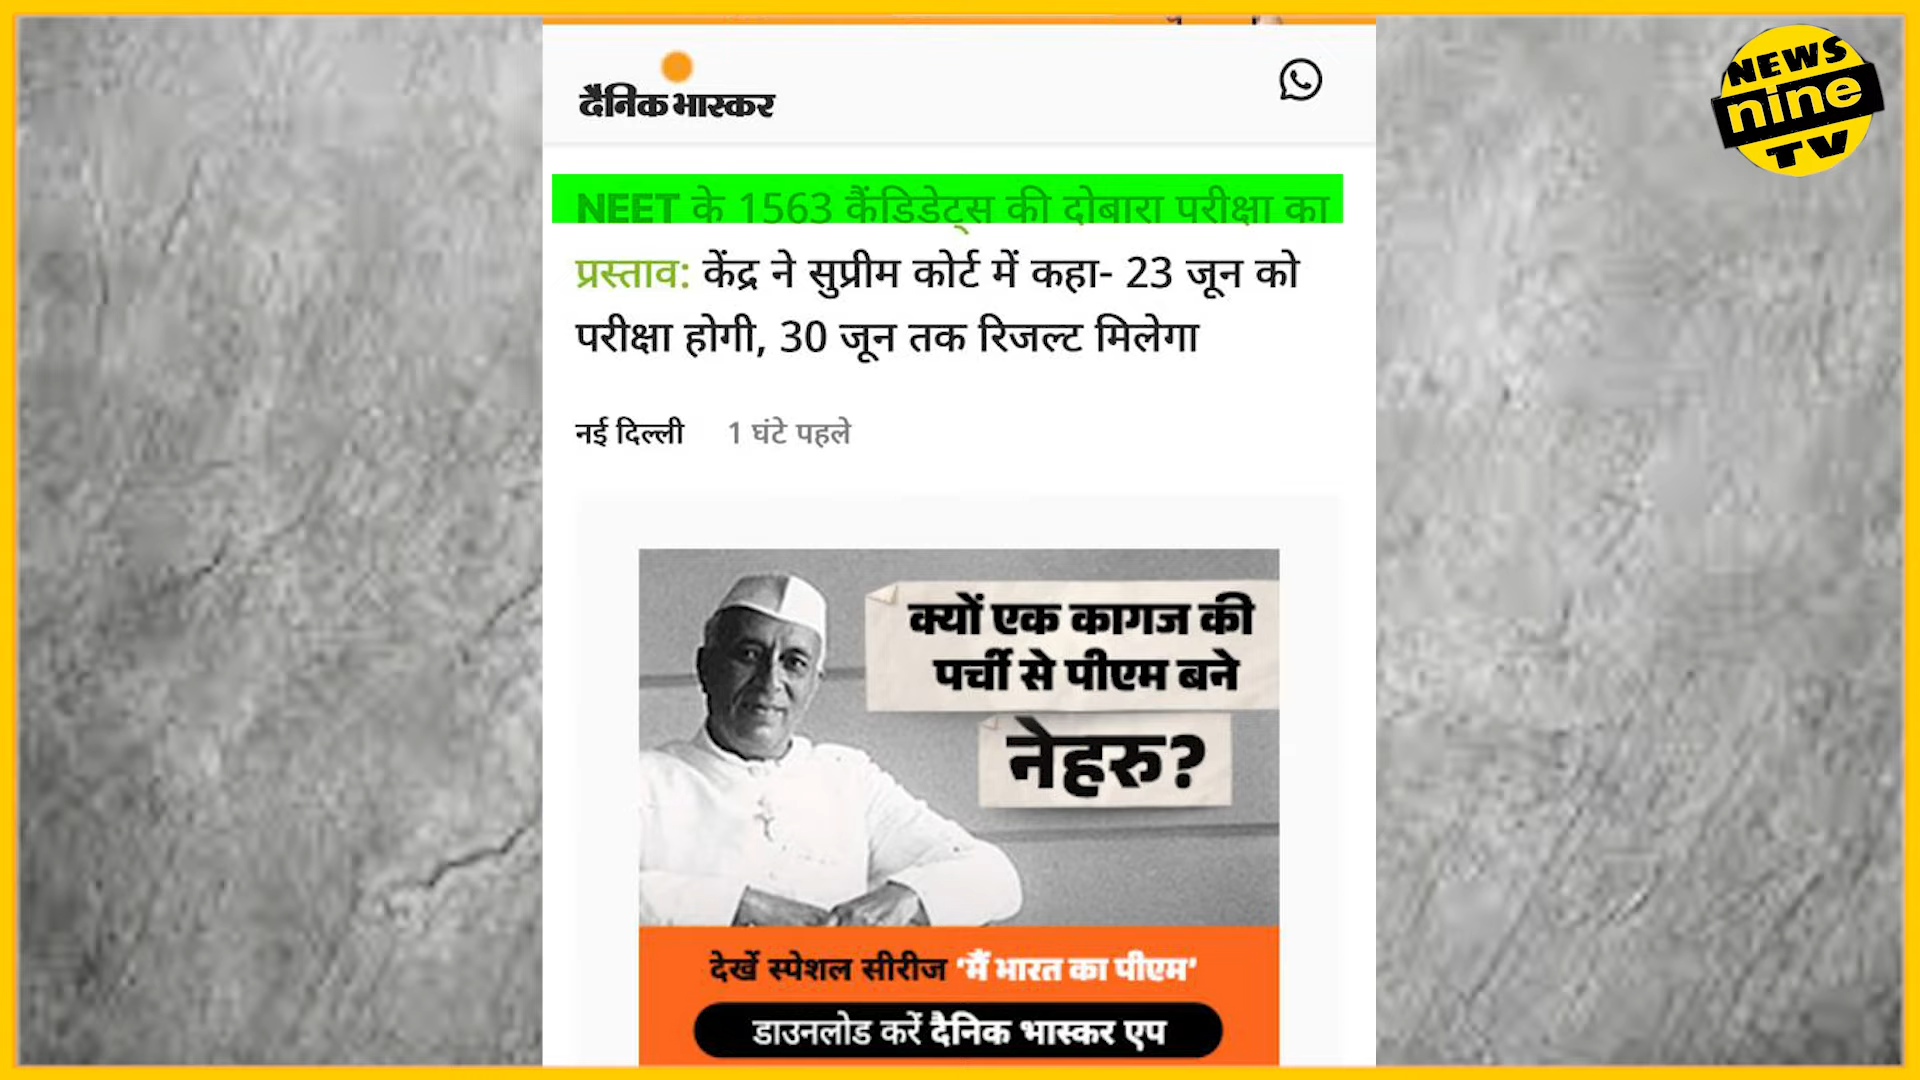 दैनिक भास्कर
NEWS
nine
TV
NEET के 1563 कैंडिडेट्स की दोबारा परीक्षा का
प्रस्ताव: केंद्र ने सुप्रीम कोर्ट में कहा- 23 जून को
परीक्षा होगी, 30 जून तक रिजल्ट मिलेगा
नई दिल्ली 1 घंटे पहले
क्यों एक कागज की
पर्ची से पीएम बने
नेहरु?
देखें स्पेशल सीरीज 'मैं भारत का पीएम'
डाउनलोड करें दैनिक भास्कर एप